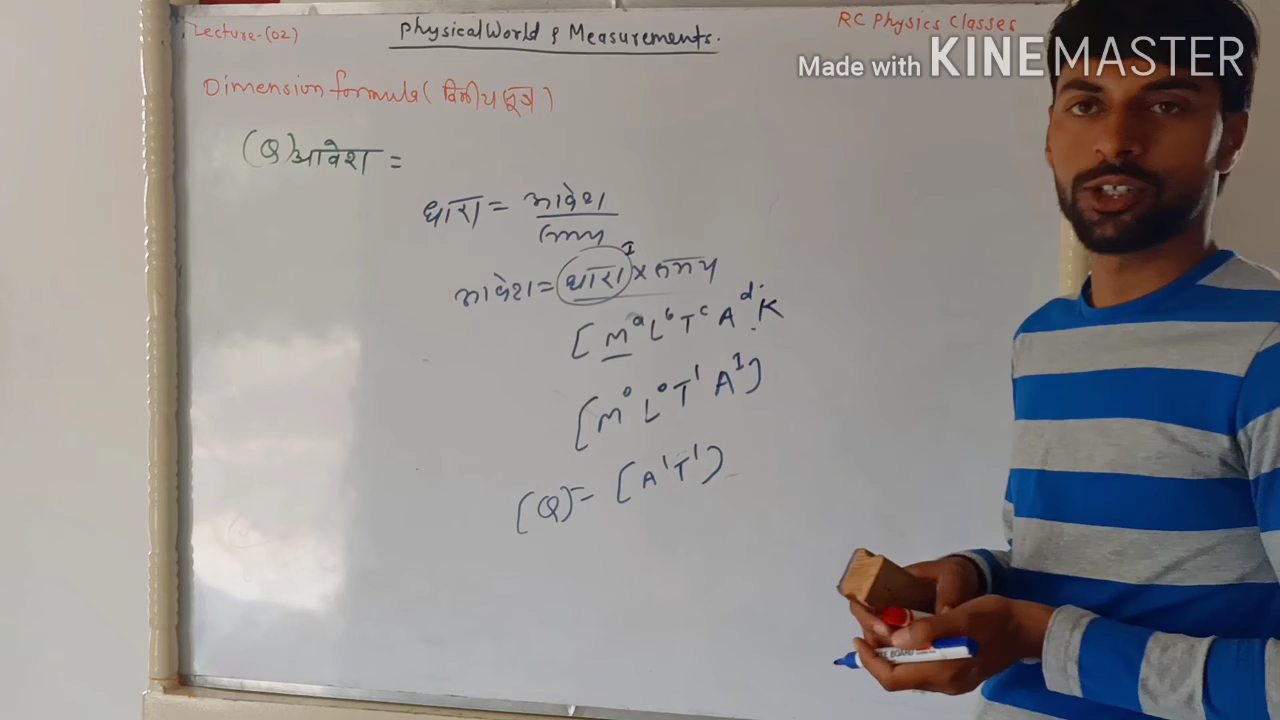 Lecture-(02)
Physical World & Measurements.
RC Physics Classes
Made with KINEMASTER
Dimension formula (विमीय सूत्र)
(Q) आवेश =
धारा = आवेश / समय
I
आवेश = धारा × समय
[M^a L^b T^c A^d K
[M^0 L^0 T^1 A^1]
[Q] = [A^1 T^1]
BOARD